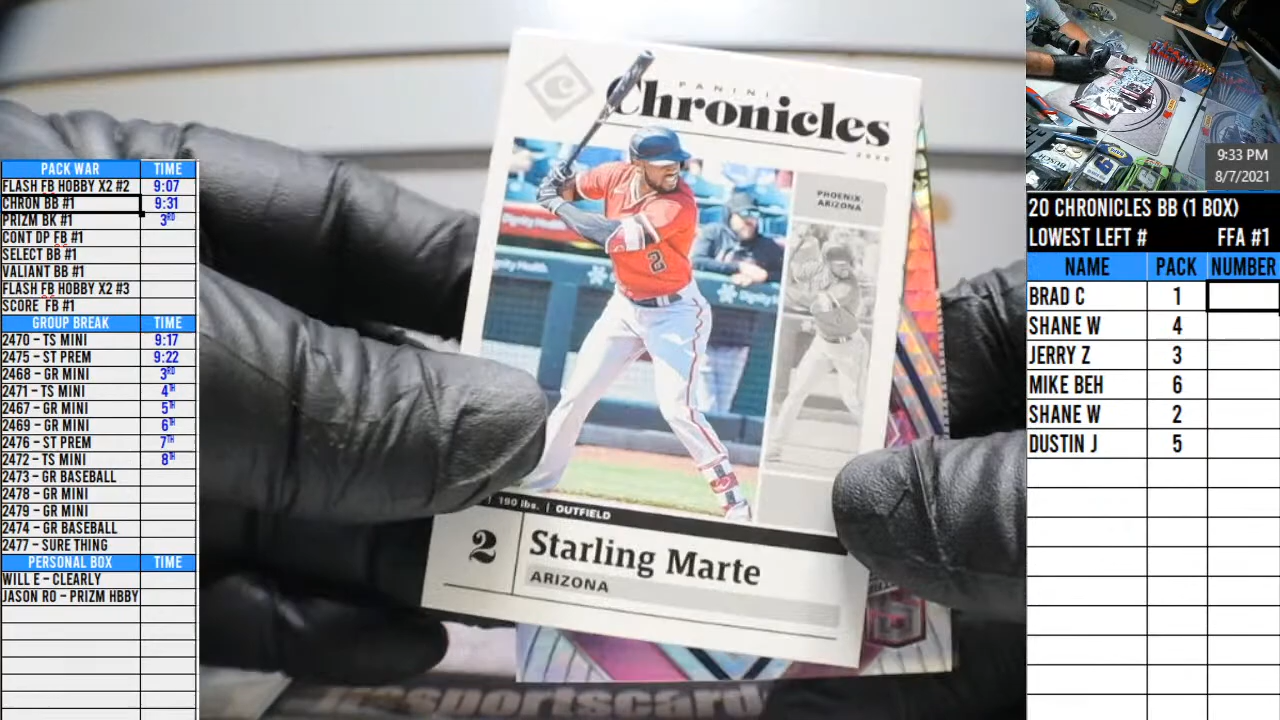 PACK WAR TIME
FLASH FB HOBBY X2 #2 9:07
CHRON BB #1 9:31
PRIZM BK #1 3RD
CONT DP FB #1
SELECT BB #1
VALIANT BB #1
FLASH FB HOBBY X2 #3
SCORE FB #1
GROUP BREAK TIME
2470 – TS MINI 9:17
2475 – ST PREM 9:22
2468 – GR MINI 3RD
2471 – TS MINI 4TH
2467 – GR MINI 5TH
2469 – GR MINI 6TH
2476 – ST PREM 7TH
2472 – TS MINI 8TH
2473 – GR BASEBALL
2478 – GR MINI
2479 – GR MINI
2474 – GR BASEBALL
2477 – SURE THING
PERSONAL BOX TIME
WILL E – CLEARLY
JASON RO – PRIZM HBBY
C
PANINI
Chronicles
PHOENIX,
ARIZONA
2
190 lbs. | OUTFIELD
2 Starling Marte
ARIZONA
sportscard
9:33 PM
8/7/2021
20 CHRONICLES BB (1 BOX)
LOWEST LEFT # FFA #1
NAME PACK NUMBER
BRAD C 1
SHANE W 4
JERRY Z 3
MIKE BEH 6
SHANE W 2
DUSTIN J 5